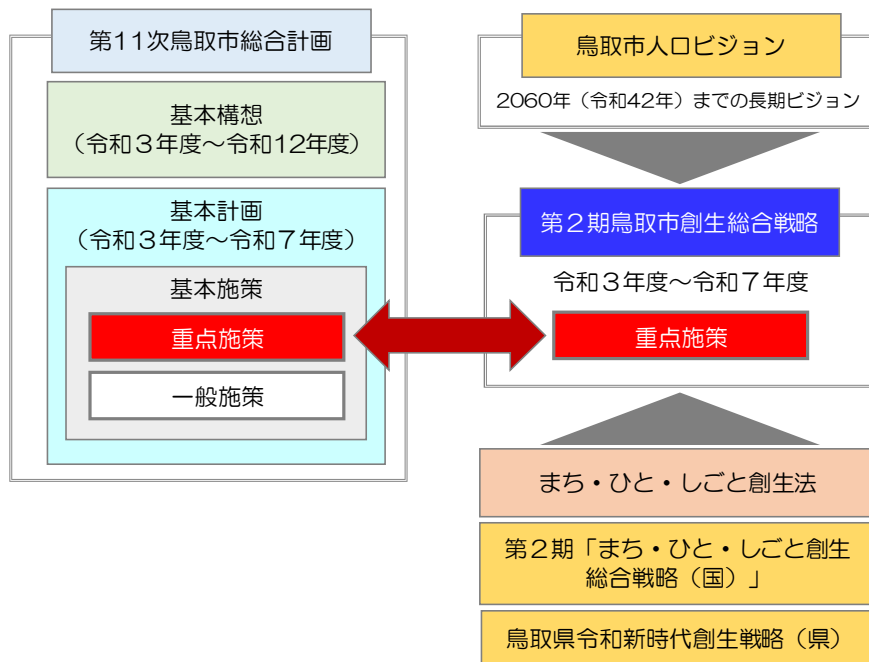 第11次鳥取市総合計画
基本構想
（令和３年度～令和12年度）
基本計画
（令和３年度～令和７年度）
基本施策
重点施策
一般施策
鳥取市人口ビジョン
2060年（令和42年）までの長期ビジョン
第２期鳥取市創生総合戦略
令和３年度～令和７年度
重点施策
まち・ひと・しごと創生法
第２期「まち・ひと・しごと創生
総合戦略（国）」
鳥取県令和新時代創生戦略（県）